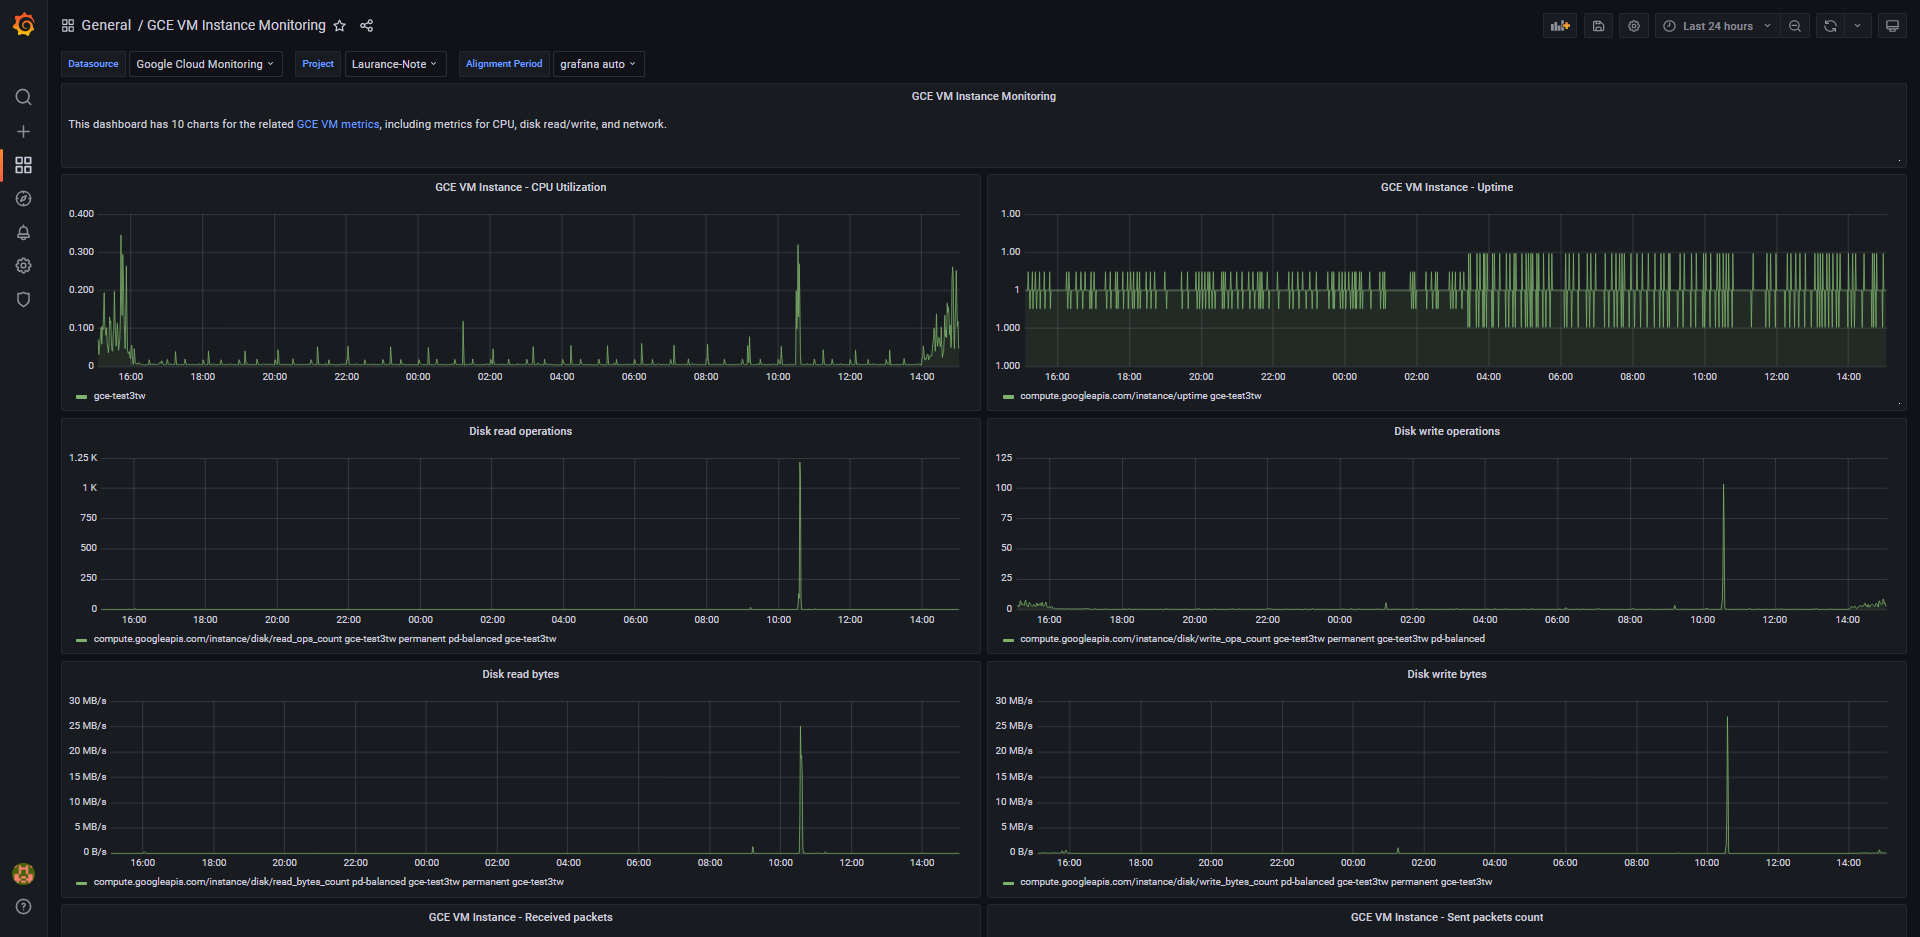 General / GCE VM Instance Monitoring
Last 24 hours
Datasource Google Cloud Monitoring Project Laurance-Note Alignment Period grafana auto
GCE VM Instance Monitoring
This dashboard has 10 charts for the related GCE VM metrics, including metrics for CPU, disk read/write, and network.
GCE VM Instance - CPU Utilization
0.400
0.300
0.200
0.100
0
16:00 18:00 20:00 22:00 00:00 02:00 04:00 06:00 08:00 10:00 12:00 14:00
gce-test3tw
GCE VM Instance - Uptime
1.00
1.00
1
1.000
1.000
16:00 18:00 20:00 22:00 00:00 02:00 04:00 06:00 08:00 10:00 12:00 14:00
compute.googleapis.com/instance/uptime gce-test3tw
Disk read operations
1.25 K
1 K
750
500
250
0
16:00 18:00 20:00 22:00 00:00 02:00 04:00 06:00 08:00 10:00 12:00 14:00
compute.googleapis.com/instance/disk/read_ops_count gce-test3tw permanent pd-balanced gce-test3tw
Disk write operations
125
100
75
50
25
0
16:00 18:00 20:00 22:00 00:00 02:00 04:00 06:00 08:00 10:00 12:00 14:00
compute.googleapis.com/instance/disk/write_ops_count gce-test3tw permanent gce-test3tw pd-balanced
Disk read bytes
30 MB/s
25 MB/s
20 MB/s
15 MB/s
10 MB/s
5 MB/s
0 B/s
16:00 18:00 20:00 22:00 00:00 02:00 04:00 06:00 08:00 10:00 12:00 14:00
compute.googleapis.com/instance/disk/read_bytes_count pd-balanced gce-test3tw permanent gce-test3tw
Disk write bytes
30 MB/s
25 MB/s
20 MB/s
15 MB/s
10 MB/s
5 MB/s
0 B/s
16:00 18:00 20:00 22:00 00:00 02:00 04:00 06:00 08:00 10:00 12:00 14:00
compute.googleapis.com/instance/disk/write_bytes_count pd-balanced gce-test3tw permanent gce-test3tw
GCE VM Instance - Received packets
GCE VM Instance - Sent packets count